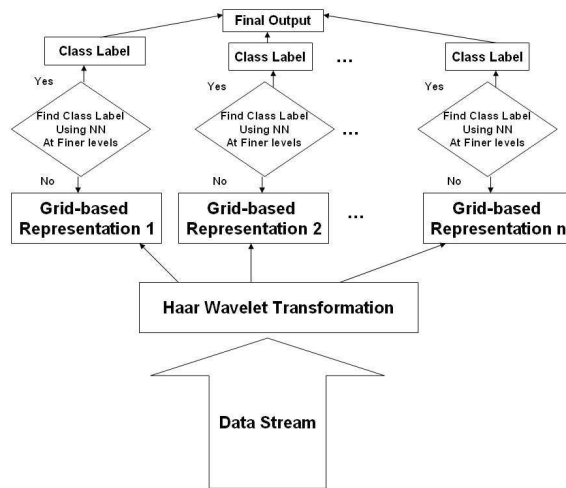 Final Output
Class Label
Class Label
...
Class Label
Yes
Yes
Yes
Find Class Label
Using NN
At Finer levels
Find Class Label
Using NN
At Finer levels
...
Find Class Label
Using NN
At Finer levels
No
No
No
Grid-based
Representation 1
Grid-based
Representation 2
...
Grid-based
Representation n
Haar Wavelet Transformation
Data Stream